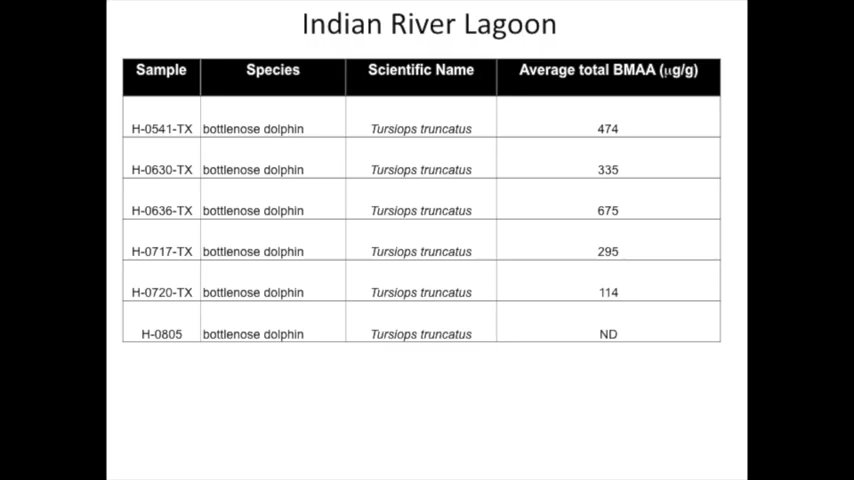 Indian River Lagoon
Sample Species Scientific Name Average total BMAA (µg/g)
H-0541-TX bottlenose dolphin Tursiops truncatus 474
H-0630-TX bottlenose dolphin Tursiops truncatus 335
H-0636-TX bottlenose dolphin Tursiops truncatus 675
H-0717-TX bottlenose dolphin Tursiops truncatus 295
H-0720-TX bottlenose dolphin Tursiops truncatus 114
H-0805 bottlenose dolphin Tursiops truncatus ND